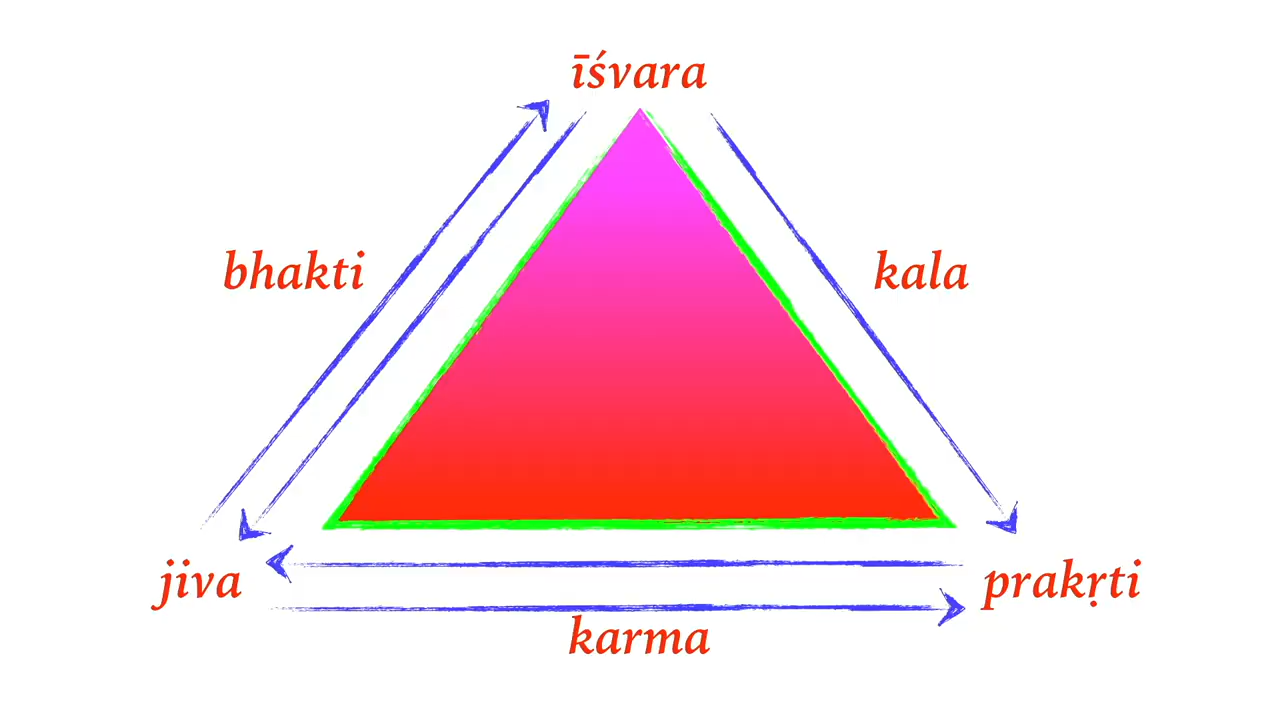 īśvara
bhakti
kala
jiva
prakṛti
karma